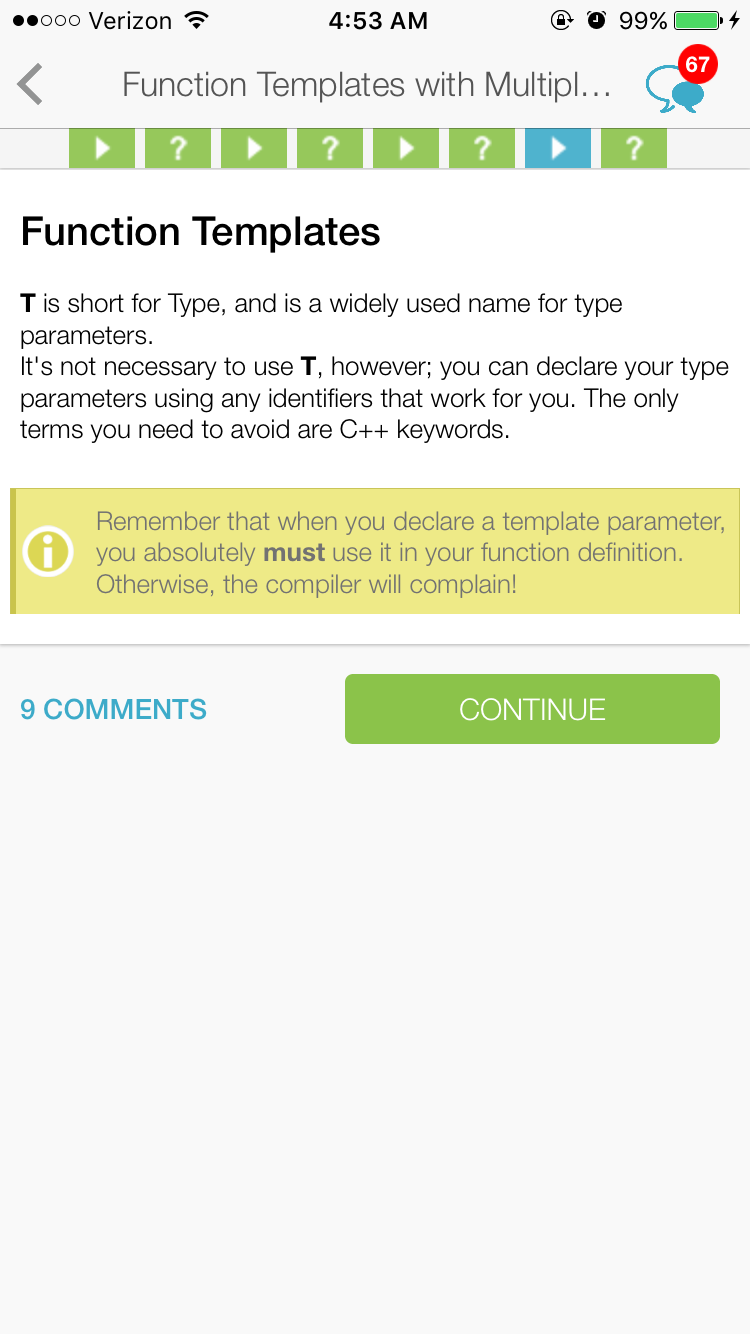 Verizon 4:53 AM 99%
Function Templates with Multipl... 67
? ? ? ?
Function Templates
T is short for Type, and is a widely used name for type
parameters.
It's not necessary to use T, however; you can declare your type
parameters using any identifiers that work for you. The only
terms you need to avoid are C++ keywords.
Remember that when you declare a template parameter,
you absolutely must use it in your function definition.
Otherwise, the compiler will complain!
9 COMMENTS CONTINUE